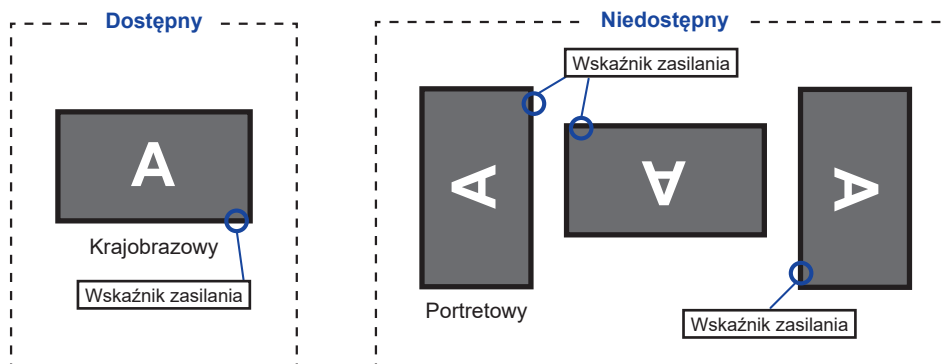 Dostępny
A
Krajobrazowy
Wskaźnik zasilania
Niedostępny
Wskaźnik zasilania
A
A
A
Portretowy
Wskaźnik zasilania